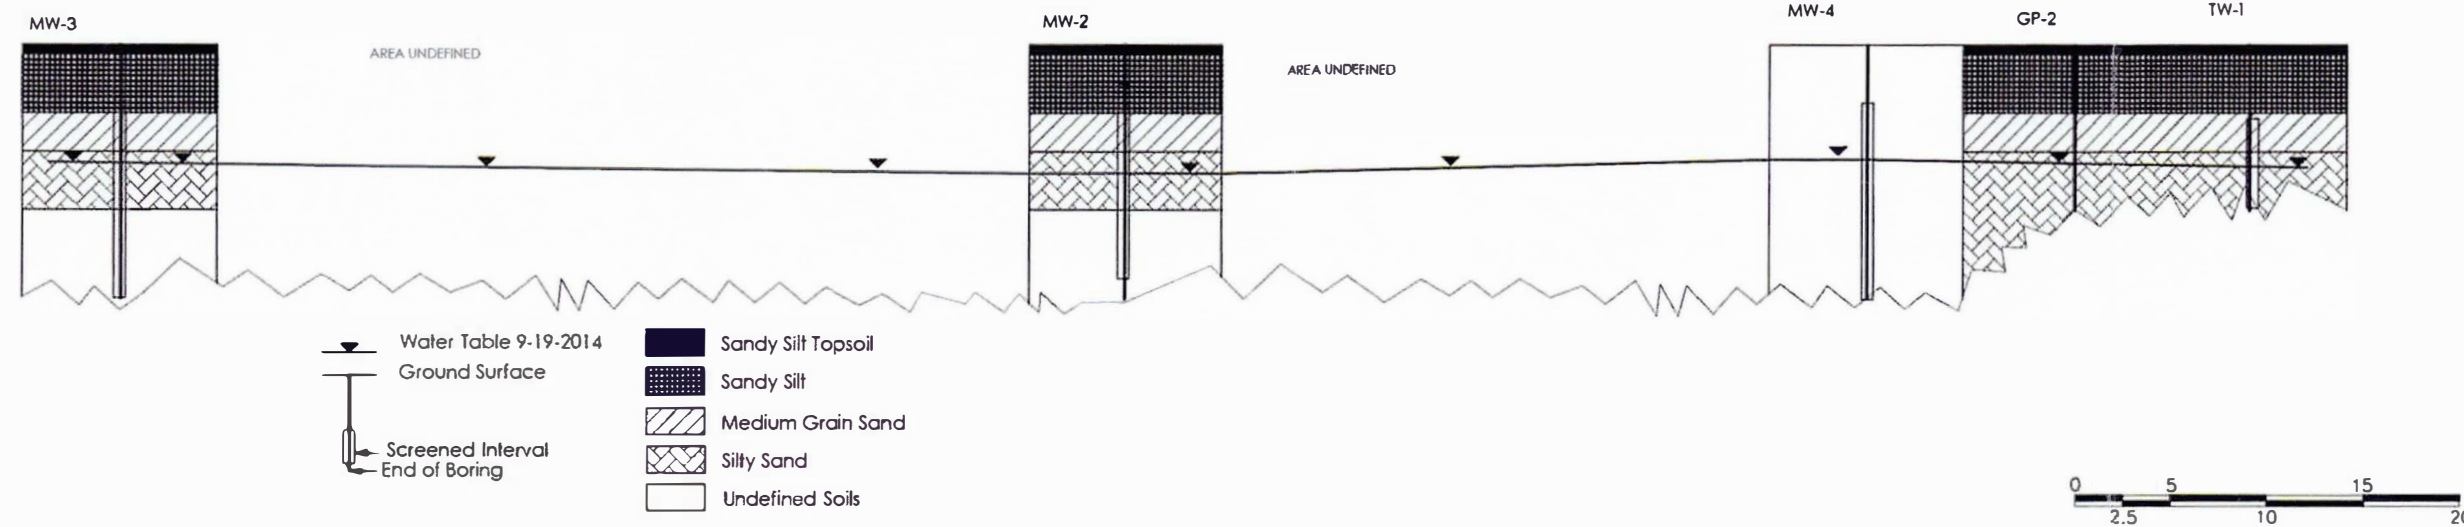 MW-3
MW-2
MW-4
GP-2
TW-1
AREA UNDEFINED
AREA UNDEFINED
Water Table 9-19-2014
Ground Surface
Screened Interval
End of Boring
Sandy Silt Topsoil
Sandy Silt
Medium Grain Sand
Silty Sand
Undefined Soils
0 5 15
2.5 10